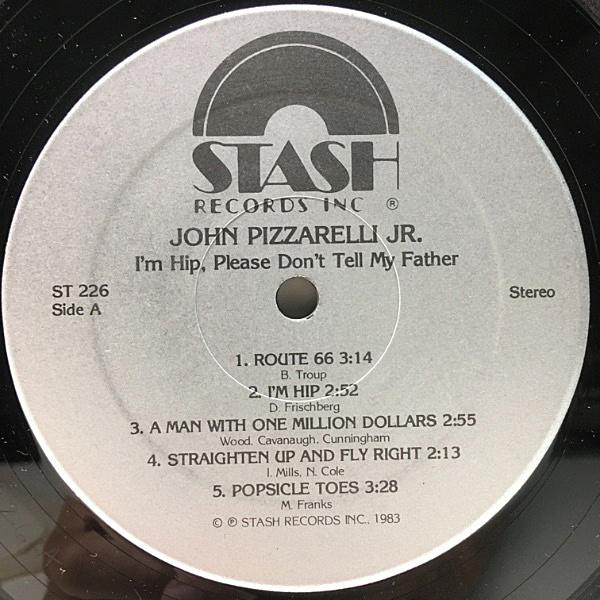 STASH
RECORDS INC ®
JOHN PIZZARELLI JR.
I'm Hip, Please Don't Tell My Father
ST 226
Side A
Stereo
1. ROUTE 66 3:14
B. Troup
2. I'M HIP 2:52
D. Frischberg
3. A MAN WITH ONE MILLION DOLLARS 2:55
Wood, Cavanaugh, Cunningham
4. STRAIGHTEN UP AND FLY RIGHT 2:13
I. Mills, N. Cole
5. POPSICLE TOES 3:28
M. Franks
© ℗ STASH RECORDS INC., 1983